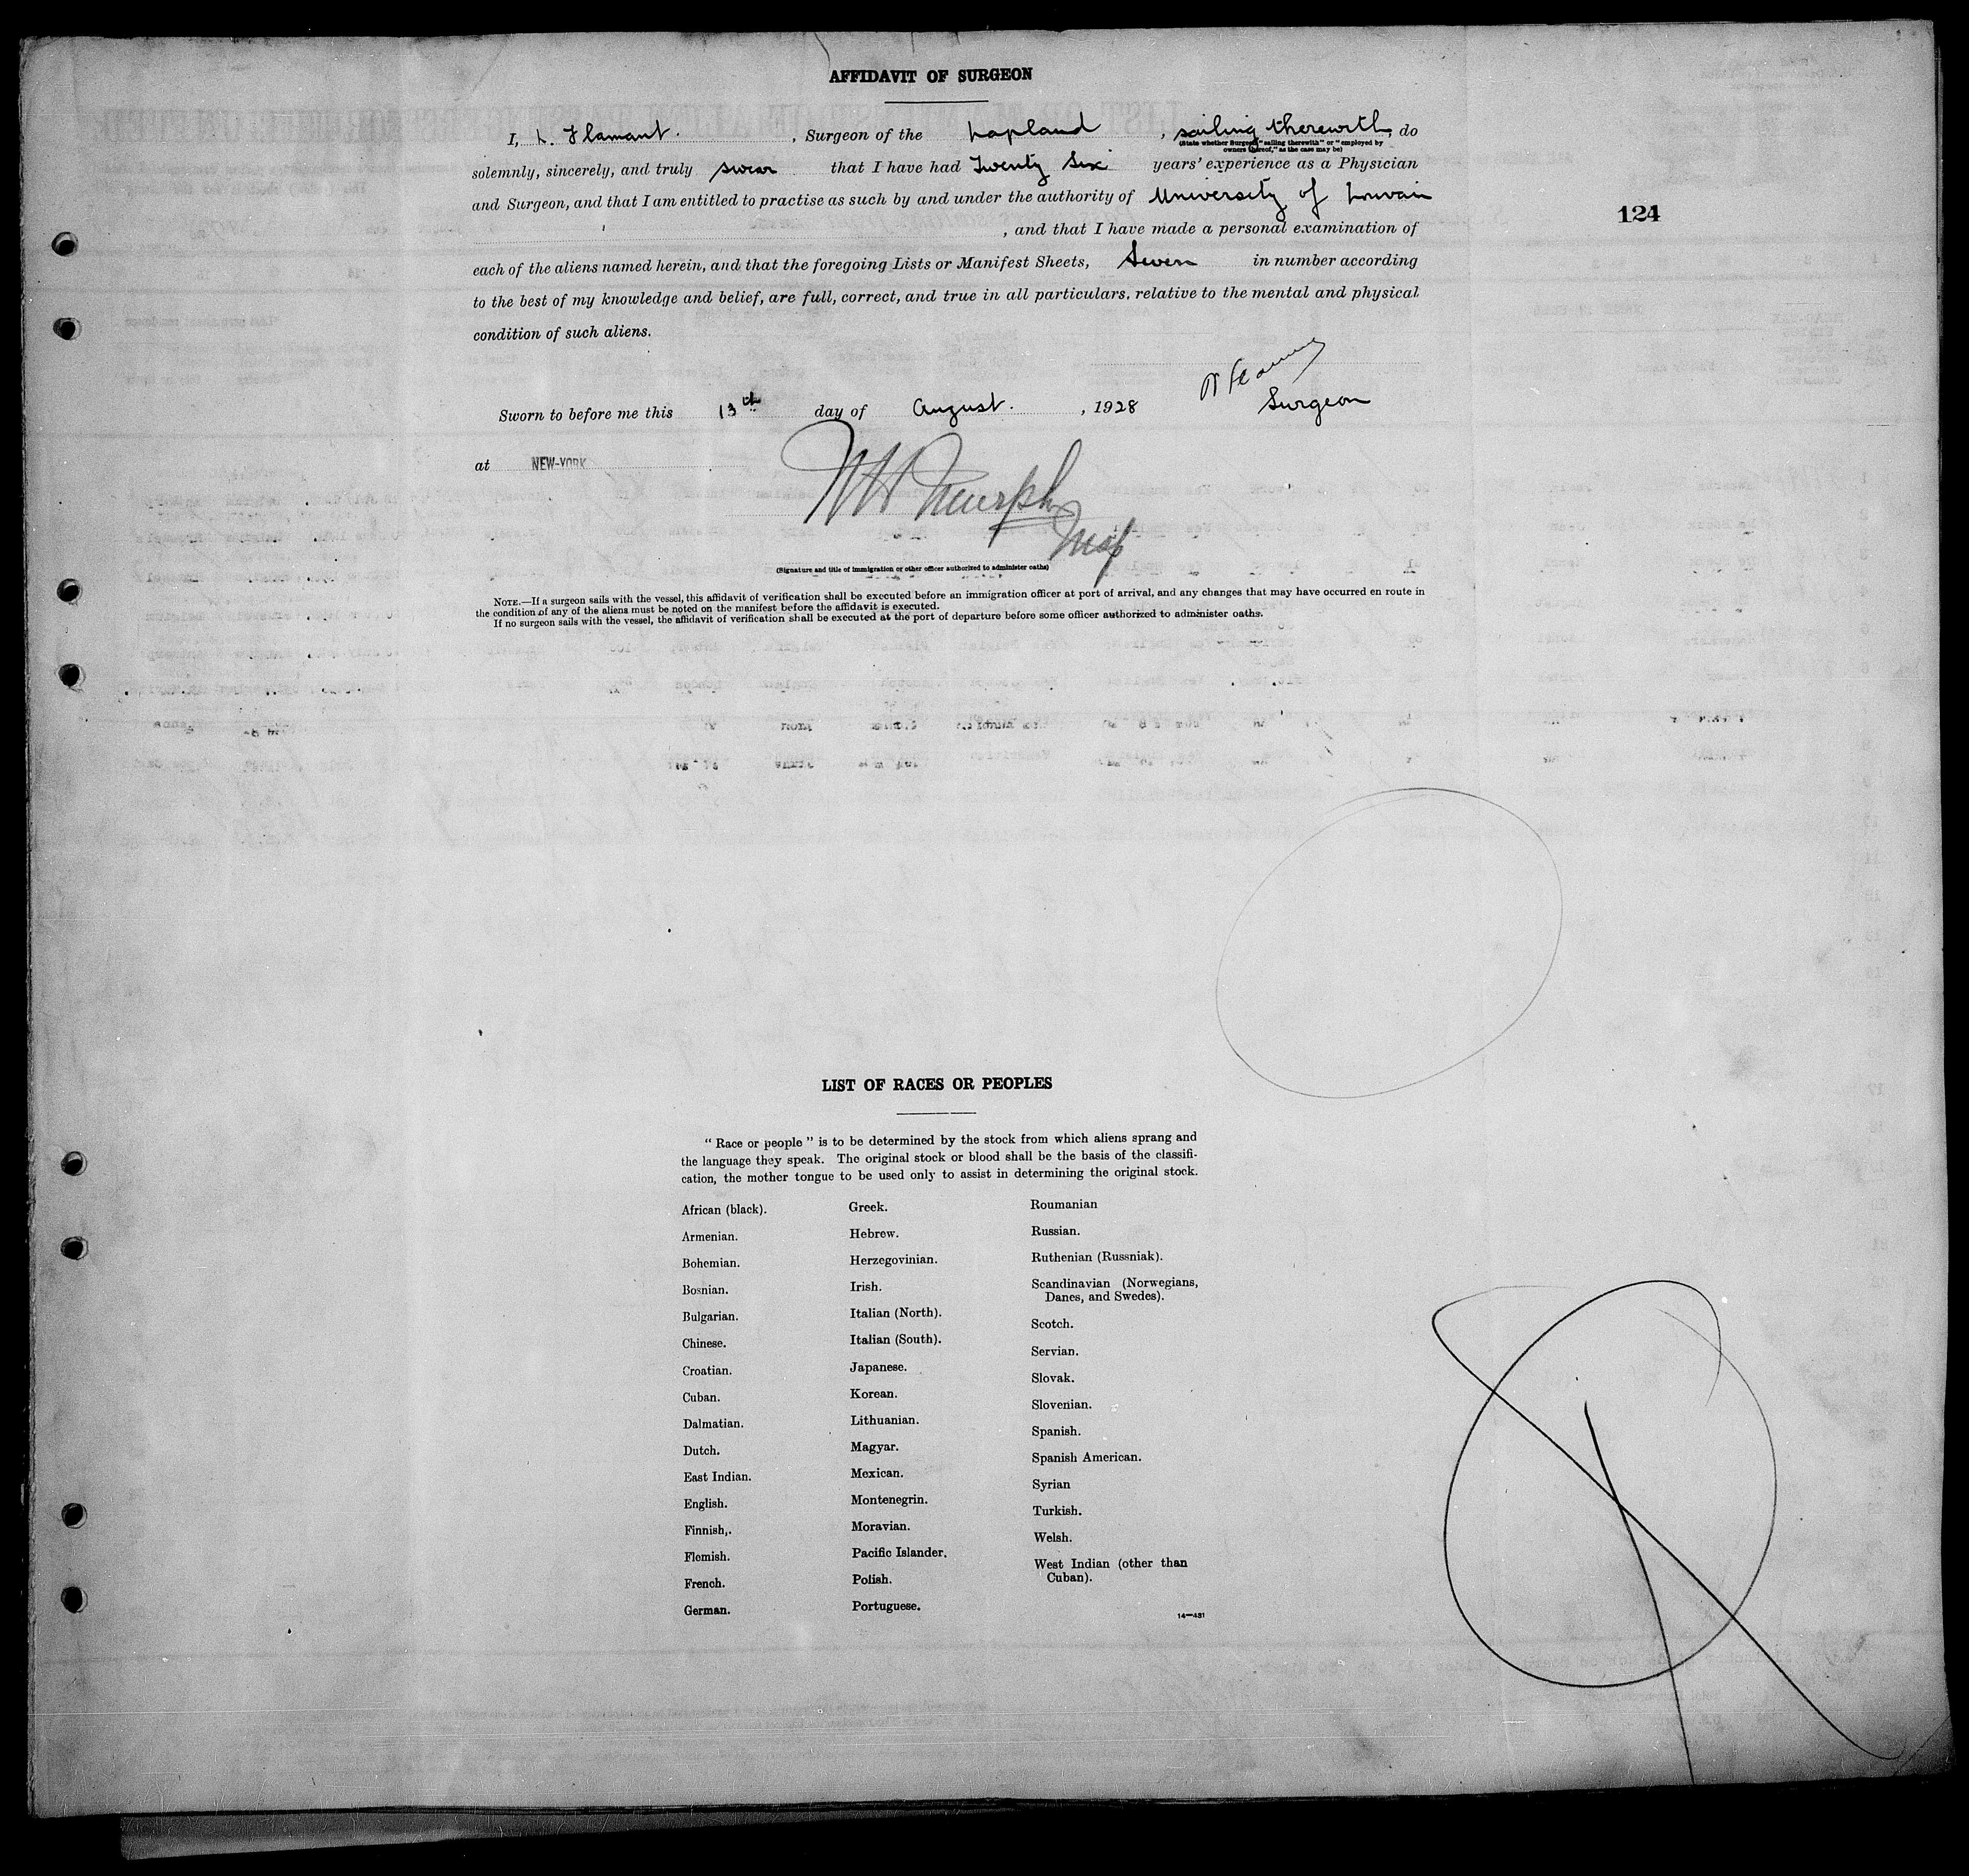 AFFIDAVIT OF SURGEON
I, L. Flamant. , Surgeon of the Lapland , sailing therewith, do
(State whether Surgeon "sailing therewith" or "employed by
owners thereof," as the case may be)
solemnly, sincerely, and truly swear that I have had Twenty Six years' experience as a Physician
and Surgeon, and that I am entitled to practise as such by and under the authority of University of Louvain
124
, and that I have made a personal examination of
each of the aliens named herein, and that the foregoing Lists or Manifest Sheets, Seven in number according
to the best of my knowledge and belief, are full, correct, and true in all particulars, relative to the mental and physical
condition of such aliens.
Sworn to before me this 13th day of August. , 1928
Surgeon
at NEW-YORK
Murphy
(Signature and title of immigration or other officer authorized to administer oaths)
NOTE.—If a surgeon sails with the vessel, this affidavit of verification shall be executed before an immigration officer at port of arrival, and any changes that may have occurred en route in
the condition of any of the aliens must be noted on the manifest before the affidavit is executed.
If no surgeon sails with the vessel, the affidavit of verification shall be executed at the port of departure before some officer authorized to administer oaths.
LIST OF RACES OR PEOPLES
"Race or people" is to be determined by the stock from which aliens sprang and
the language they speak. The original stock or blood shall be the basis of the classifi-
cation, the mother tongue to be used only to assist in determining the original stock.
African (black).
Armenian.
Bohemian.
Bosnian.
Bulgarian.
Chinese.
Croatian.
Cuban.
Dalmatian.
Dutch.
East Indian.
English.
Finnish,.
Flemish.
French.
German.
Greek.
Hebrew.
Herzegovinian.
Irish.
Italian (North).
Italian (South).
Japanese.
Korean.
Lithuanian.
Magyar.
Mexican.
Montenegrin.
Moravian.
Pacific Islander.
Polish.
Portuguese.
Roumanian
Russian.
Ruthenian (Russniak).
Scandinavian (Norwegians,
Danes, and Swedes).
Scotch.
Servian.
Slovak.
Slovenian.
Spanish.
Spanish American.
Syrian
Turkish.
Welsh.
West Indian (other than
Cuban).
14—481